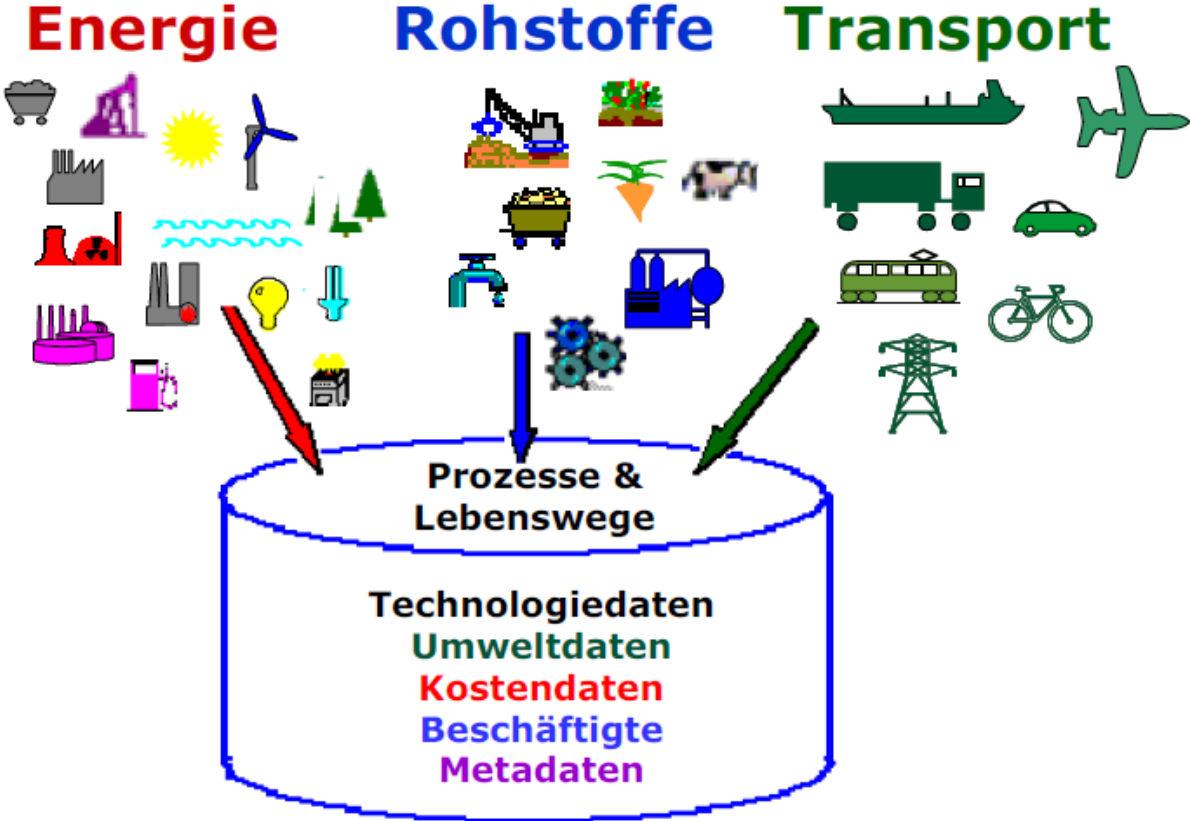 Energie Rohstoffe Transport
Prozesse &
Lebenswege
Technologiedaten
Umweltdaten
Kostendaten
Beschäftigte
Metadaten